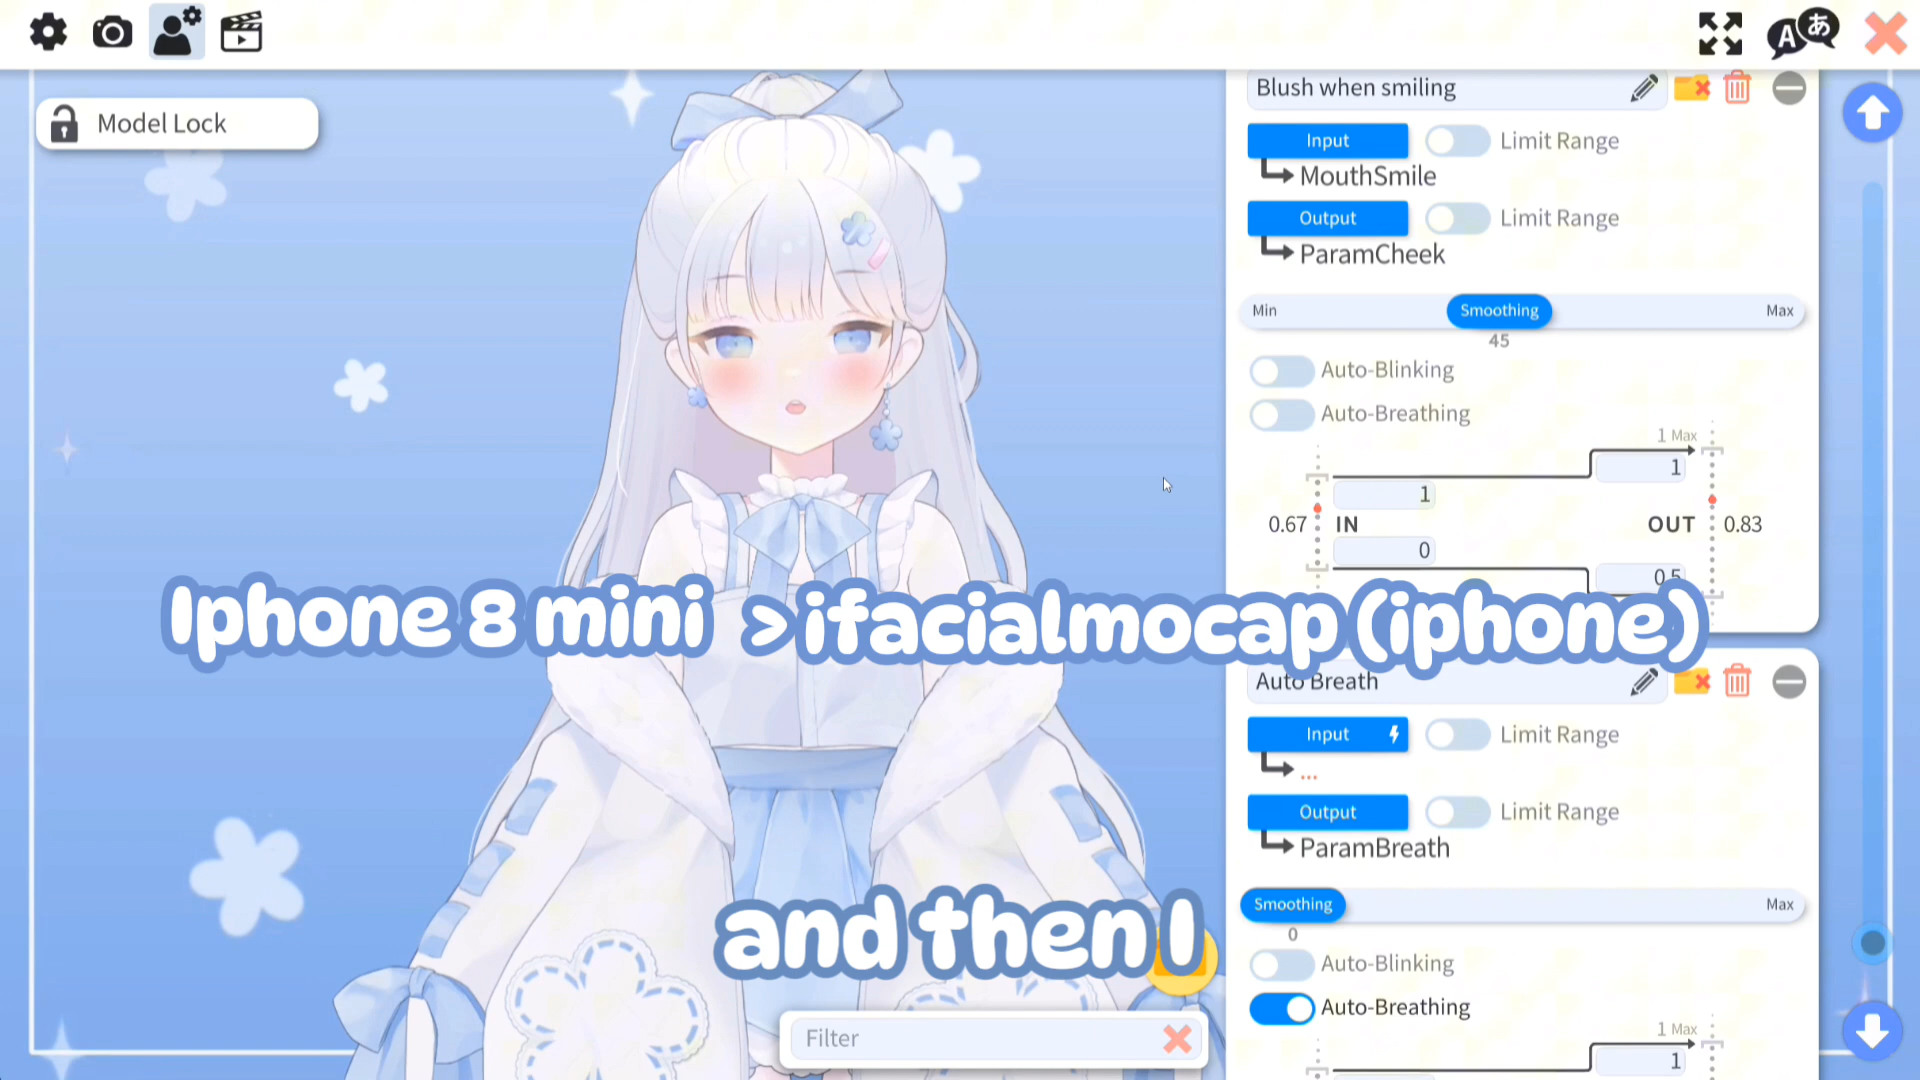 Model Lock
Blush when smiling
Input
Limit Range
MouthSmile
Output
Limit Range
ParamCheek
Min
Smoothing
Max
45
Auto-Blinking
Auto-Breathing
1 Max
1
1
0.67
IN
OUT
0.83
0
0.5
Iphone 8 mini >ifacialmocap(iphone)
Auto Breath
Input
Limit Range
...
Output
Limit Range
ParamBreath
Smoothing
Max
0
Auto-Blinking
Auto-Breathing
1 Max
1
and then I
Filter
A あ